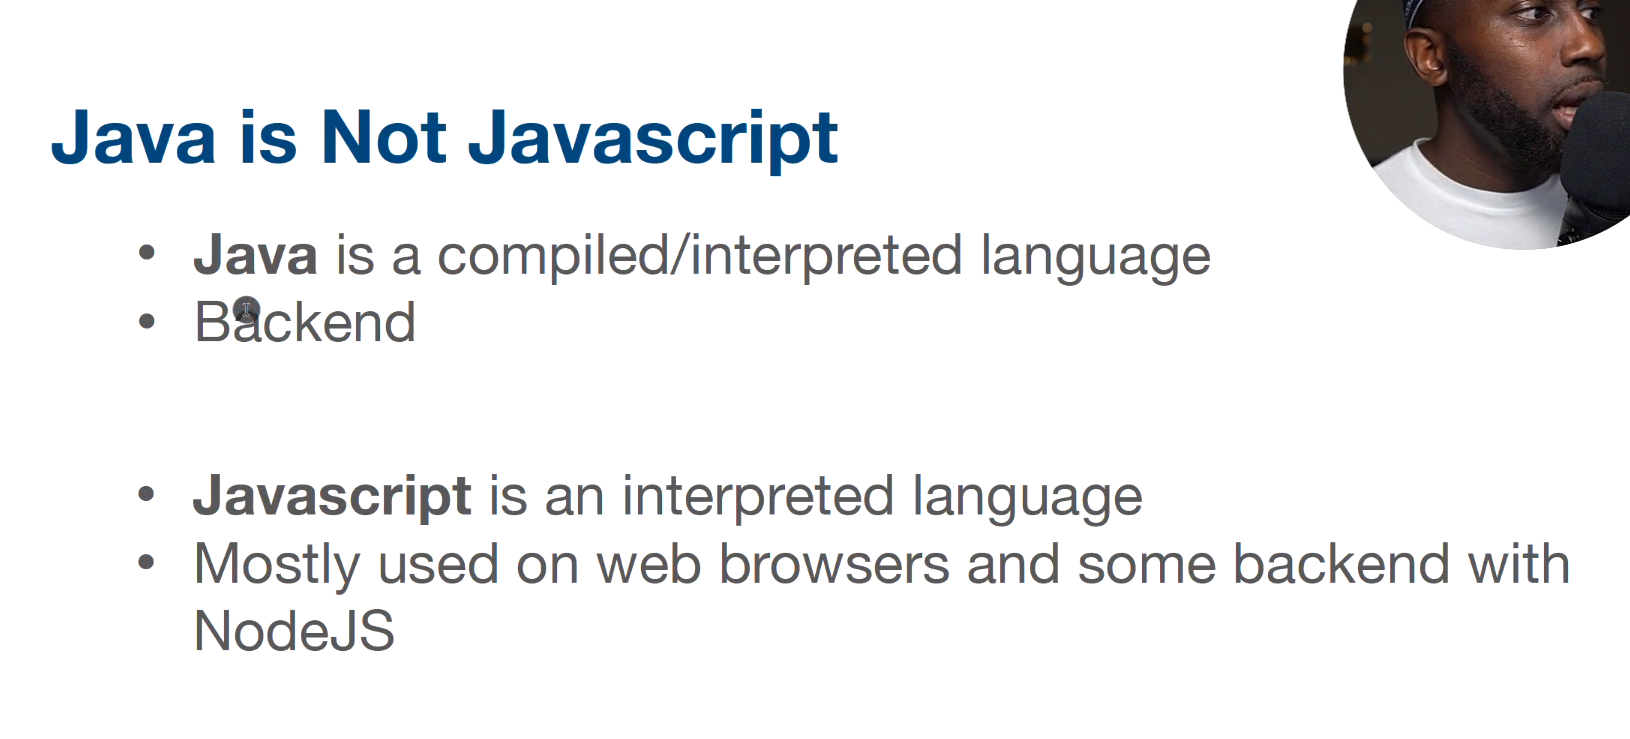 Java is Not Javascript
• Java is a compiled/interpreted language
• Backend
• Javascript is an interpreted language
• Mostly used on web browsers and some backend with
NodeJS